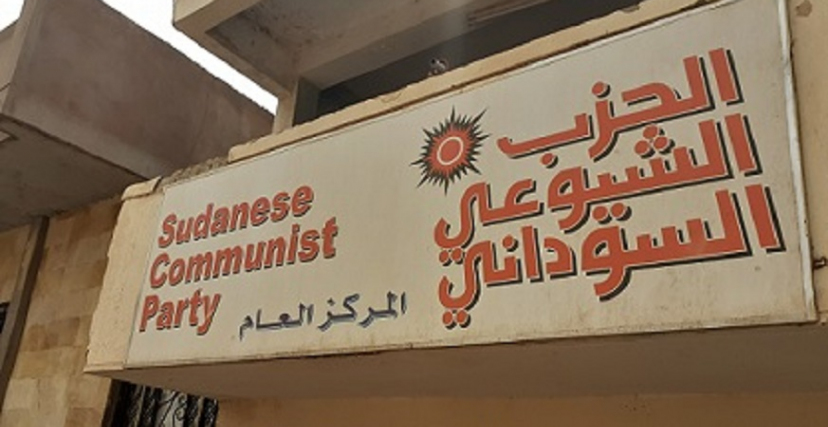 الحزب
الشيوعي
السوداني
Sudanese
Communist
Party
المركز العام